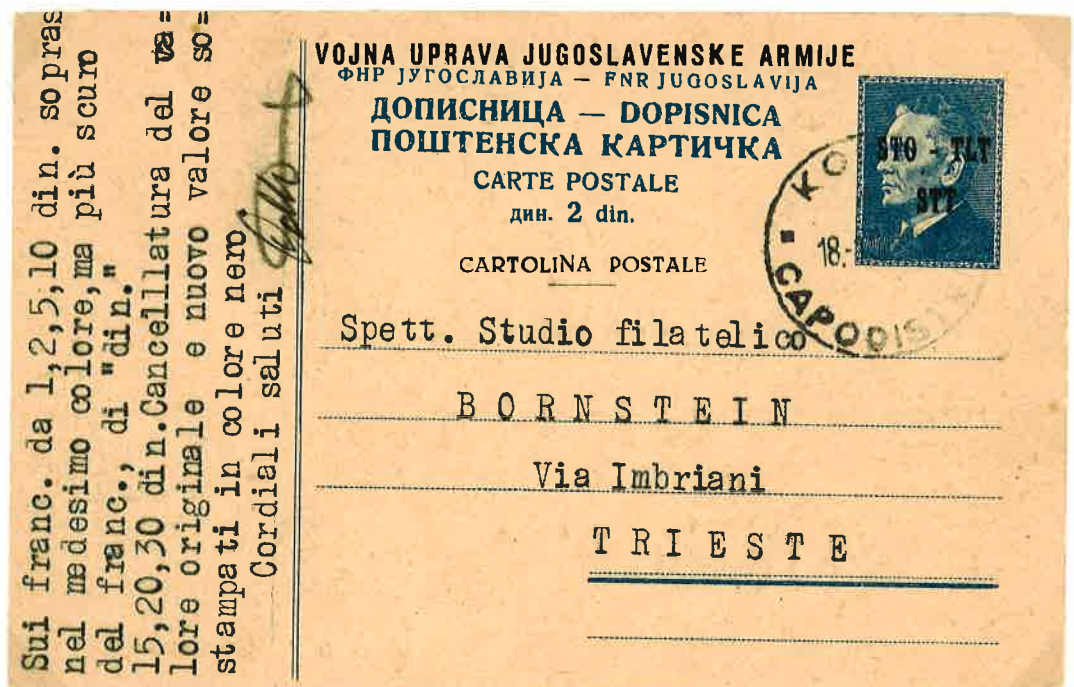 Sui franc. da 1,2,5,10 din. sopras
nel medesimo colore,ma più scuro
del franc., di "din."
15,20,30 din.Cancellatura del va=
lore originale e nuovo valore so=
stampati in colore nero
Cordiali saluti
VOJNA UPRAVA JUGOSLAVENSKE ARMIJE
ФНР ЈУГОСЛАВИЈА — FNR JUGOSLAVIJA
ДОПИСНИЦА — DOPISNICA
ПОШТЕНСКА КАРТИЧКА
CARTE POSTALE
дин. 2 din.
CARTOLINA POSTALE
STO - TLT
STT
18.-
CAPODIST
Spett. Studio filatelico
BORNSTEIN
Via Imbriani
TRIESTE